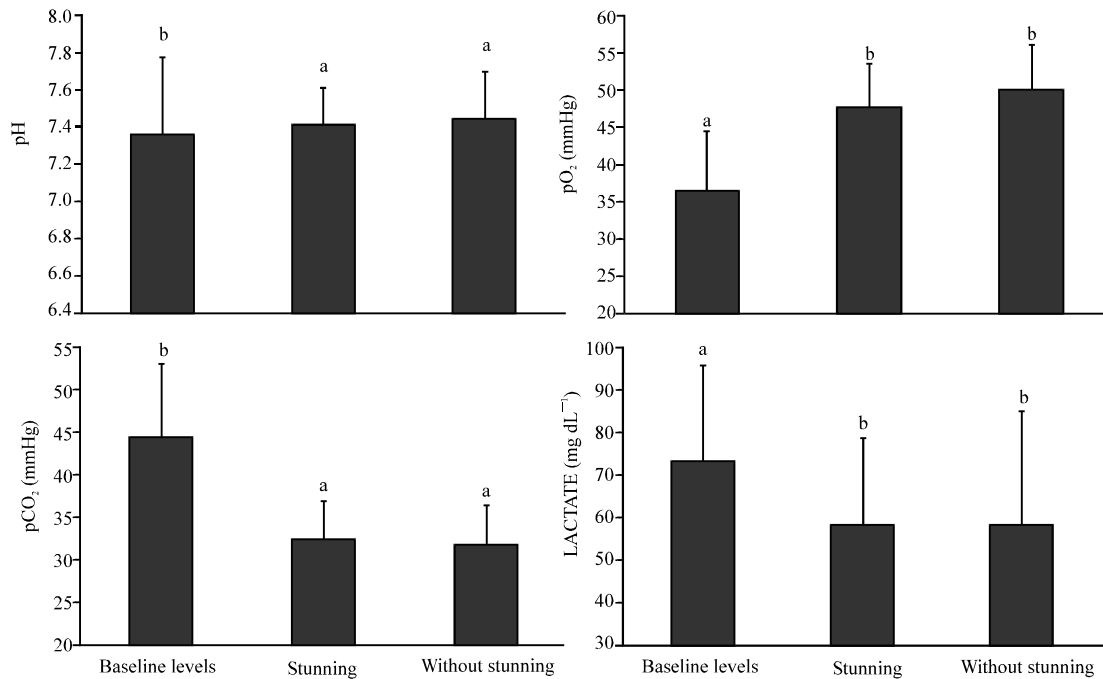 pH
8.0
7.8
7.6
7.4
7.2
7.0
6.8
6.6
6.4
b
a
a
pO₂ (mmHg)
60
55
50
45
40
35
30
25
20
a
b
b
pCO₂ (mmHg)
55
50
45
40
35
30
25
20
b
a
a
Baseline levels
Stunning
Without stunning
LACTATE (mg dL⁻¹)
100
90
80
70
60
50
40
30
a
b
b
Baseline levels
Stunning
Without stunning